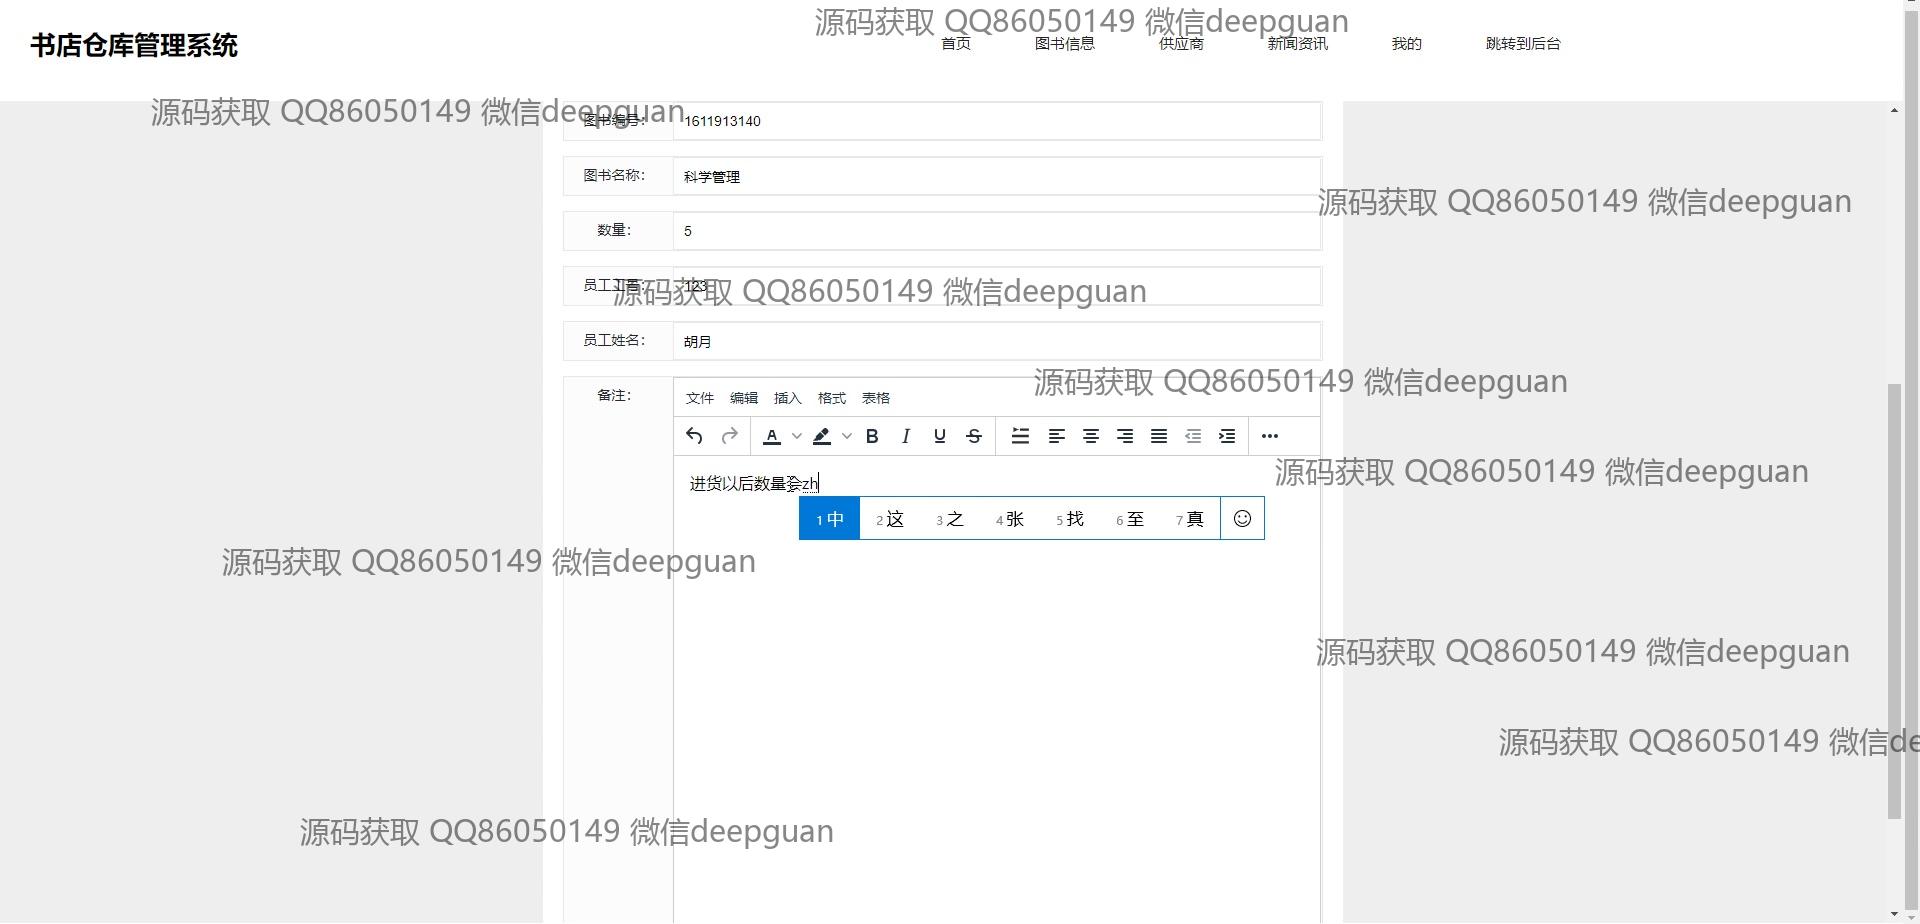 书店仓库管理系统
首页 图书信息 供应商 新闻资讯 我的 跳转到后台
源码获取 QQ86050149 微信deepguan
源码获取 QQ86050149 微信deepguan
图书编号: 1611913140
图书名称: 科学管理
源码获取 QQ86050149 微信deepguan
数量: 5
员工工号: 123
源码获取 QQ86050149 微信deepguan
员工姓名: 胡月
源码获取 QQ86050149 微信deepguan
备注:
文件 编辑 插入 格式 表格
A B I U S
源码获取 QQ86050149 微信deepguan
进货以后数量会zh
1 中 2 这 3 之 4 张 5 找 6 至 7 真
源码获取 QQ86050149 微信deepguan
源码获取 QQ86050149 微信deepguan
源码获取 QQ86050149 微信de
源码获取 QQ86050149 微信deepguan